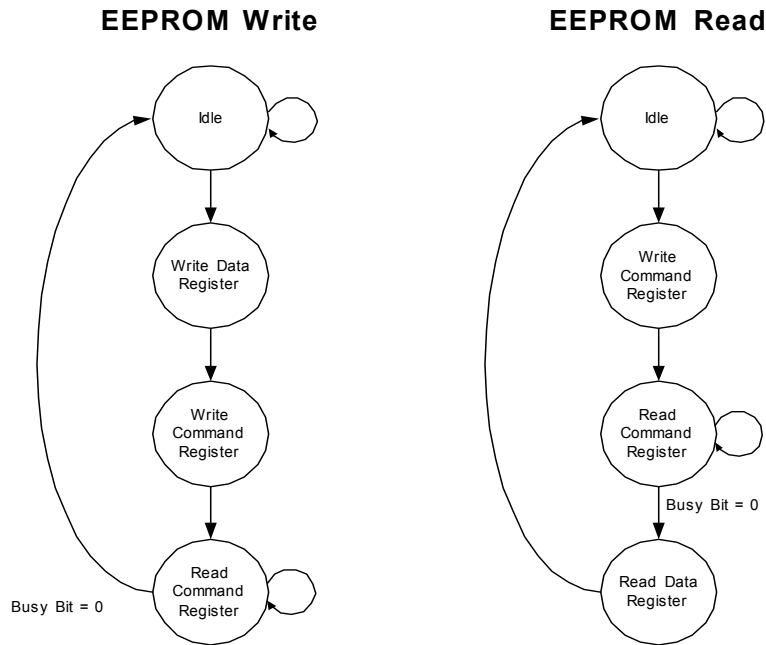 EEPROM Write
Idle
Write Data
Register
Write
Command
Register
Read
Command
Register
Busy Bit = 0
EEPROM Read
Idle
Write
Command
Register
Read
Command
Register
Busy Bit = 0
Read Data
Register